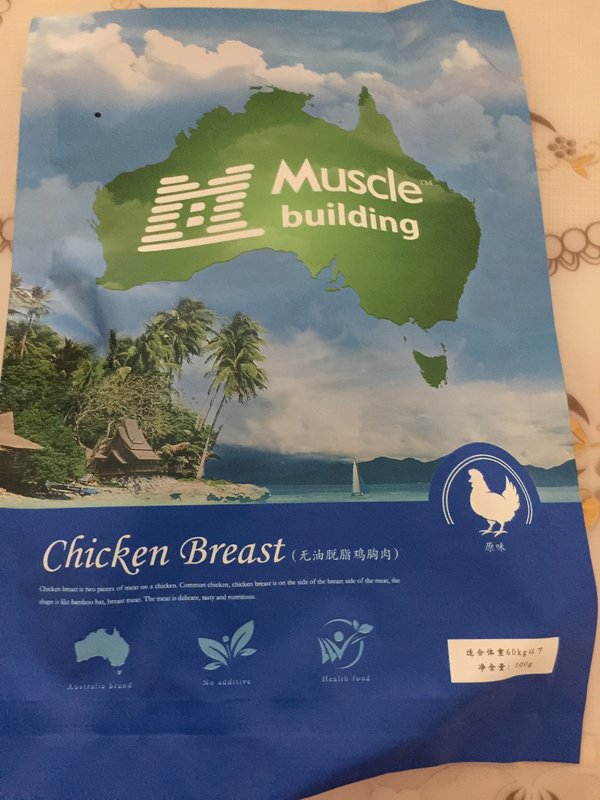 Muscle™
building
Chicken Breast (无油脱脂鸡胸肉)
Chicken breast is two pieces of meat on a chicken. Common chicken, chicken breast is on the side of the breast side of the meat, the
shape is like bamboo hat, breast meat. The meat is delicate, tasty and nutritious.
原味
Australia brand
No additive
Health food
适合体重60kg以下
净含量: 100g